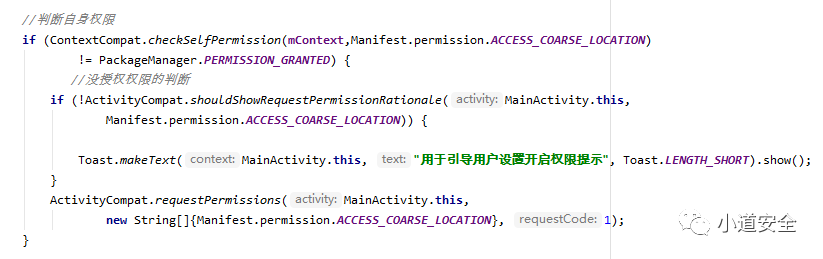 //判断自身权限
if (ContextCompat.checkSelfPermission(mContext,Manifest.permission.ACCESS_COARSE_LOCATION)
!= PackageManager.PERMISSION_GRANTED) {
//没授权权限的判断
if (!ActivityCompat.shouldShowRequestPermissionRationale( activity: MainActivity.this,
Manifest.permission.ACCESS_COARSE_LOCATION)) {
Toast.makeText( context: MainActivity.this, text: "用于引导用户设置开启权限提示", Toast.LENGTH_SHORT).show();
}
ActivityCompat.requestPermissions( activity: MainActivity.this,
new String[]{Manifest.permission.ACCESS_COARSE_LOCATION}, requestCode: 1);
}
小道安全